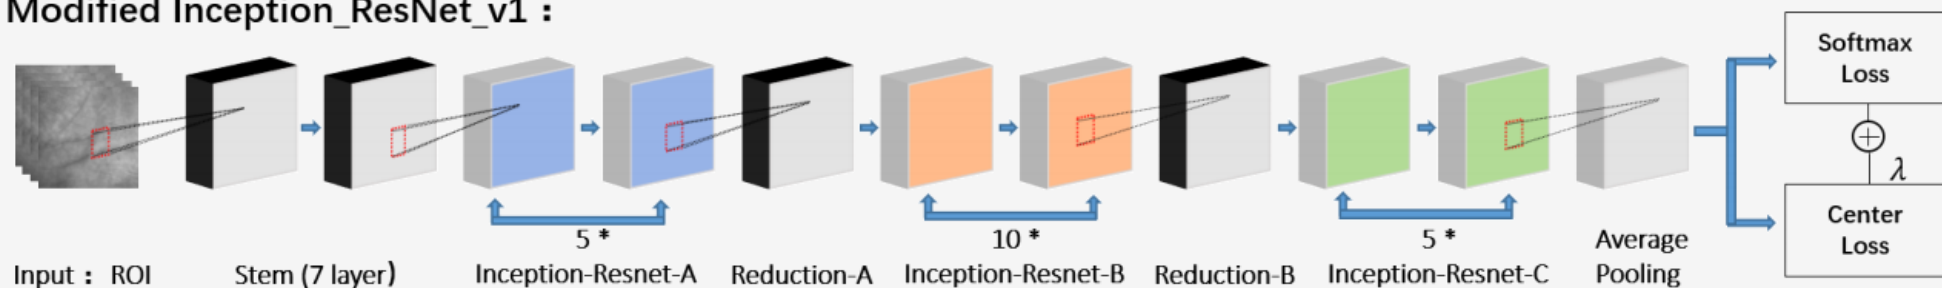 Modified Inception_ResNet_v1：
Softmax
Loss
λ
Center
Loss
5 *
10 *
5 *
Input： ROI
Stem (7 layer)
Inception-Resnet-A
Reduction-A
Inception-Resnet-B
Reduction-B
Inception-Resnet-C
Average
Pooling